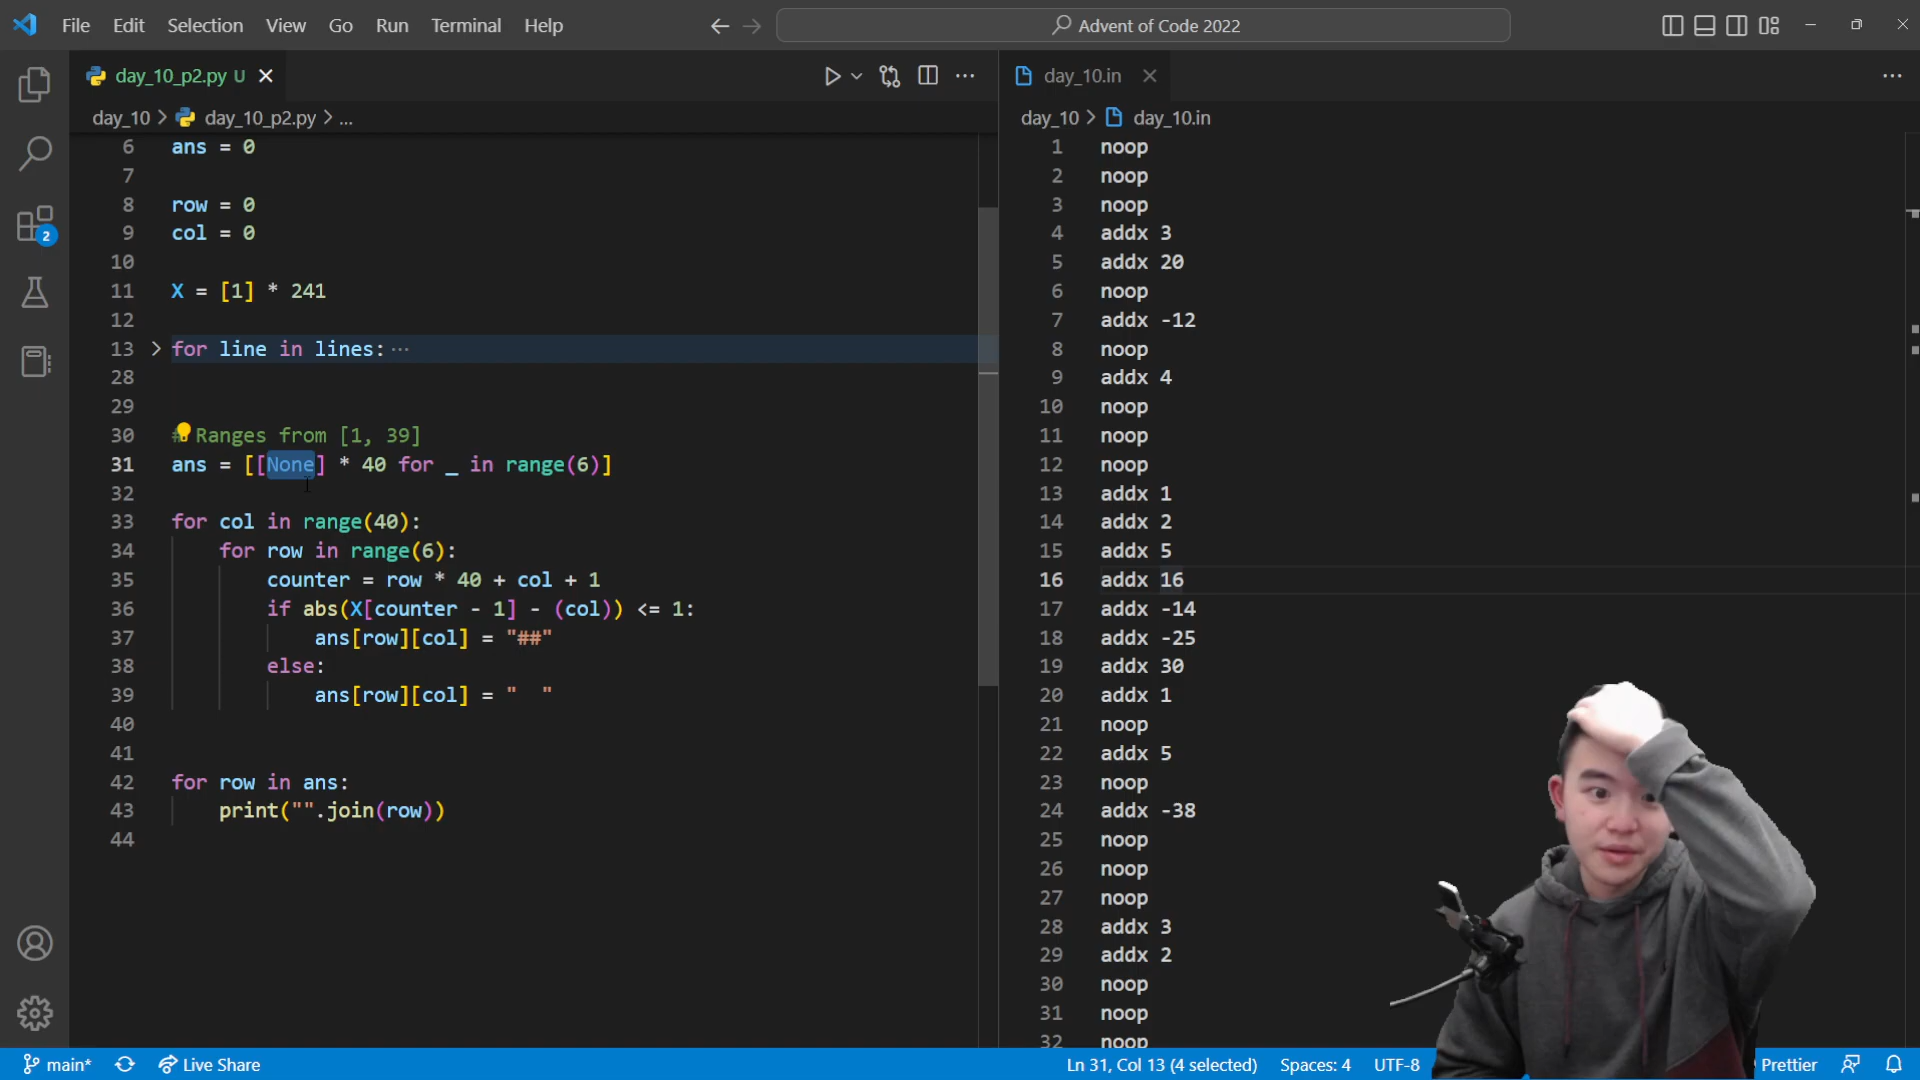 File Edit Selection View Go Run Terminal Help
Advent of Code 2022
day_10_p2.py U
day_10.in
day_10 > day_10_p2.py > ...
day_10 > day_10.in
2
6 ans = 0
7
8 row = 0
9 col = 0
10
11 X = [1] * 241
12
13 for line in lines: ···
28
29
30 # Ranges from [1, 39]
31 ans = [[None] * 40 for _ in range(6)]
32
33 for col in range(40):
34 for row in range(6):
35 counter = row * 40 + col + 1
36 if abs(X[counter - 1] - (col)) <= 1:
37 ans[row][col] = "##"
38 else:
39 ans[row][col] = "  "
40
41
42 for row in ans:
43 print("".join(row))
44
1 noop
2 noop
3 noop
4 addx 3
5 addx 20
6 noop
7 addx -12
8 noop
9 addx 4
10 noop
11 noop
12 noop
13 addx 1
14 addx 2
15 addx 5
16 addx 16
17 addx -14
18 addx -25
19 addx 30
20 addx 1
21 noop
22 addx 5
23 noop
24 addx -38
25 noop
26 noop
27 noop
28 addx 3
29 addx 2
30 noop
31 noop
32 noop
main* Live Share
Ln 31, Col 13 (4 selected) Spaces: 4 UTF-8 Prettier